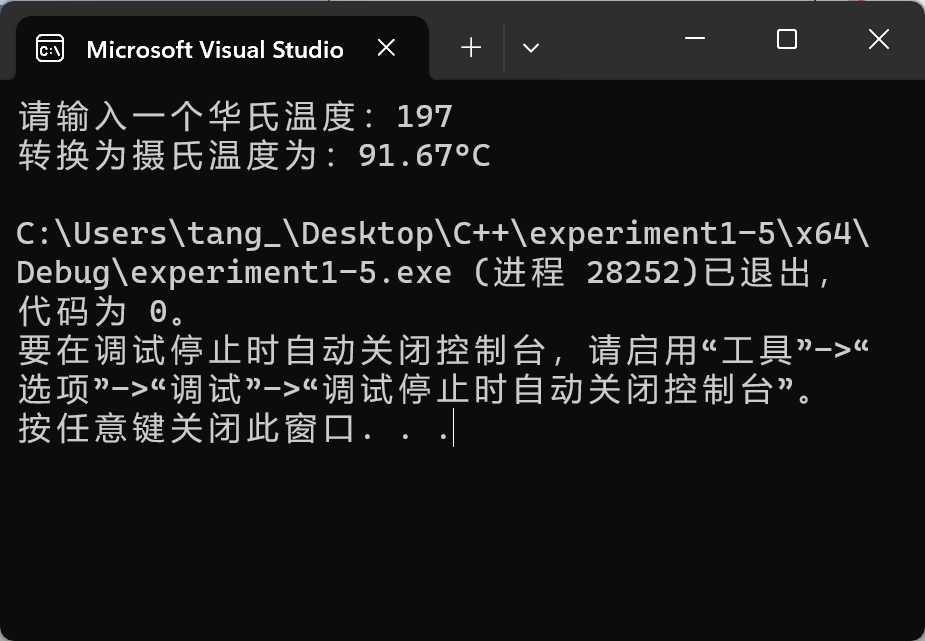 Microsoft Visual Studio
请输入一个华氏温度：197
转换为摄氏温度为：91.67°C
C:\Users\tang_\Desktop\C++\experiment1-5\x64\
Debug\experiment1-5.exe (进程 28252)已退出，
代码为 0。
要在调试停止时自动关闭控制台，请启用“工具”->“
选项”->“调试”->“调试停止时自动关闭控制台”。
按任意键关闭此窗口. . .